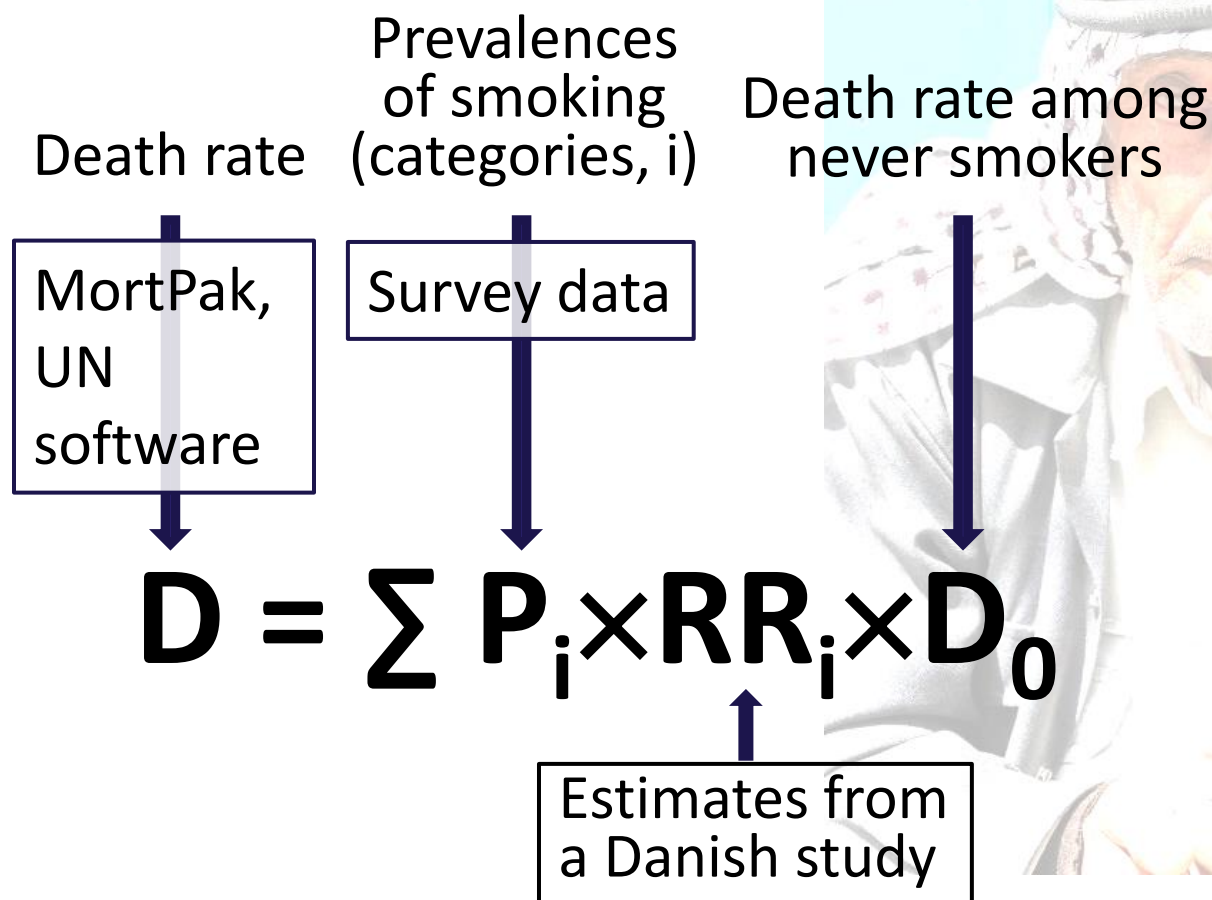 Death rate
Prevalences
of smoking
(categories, i)
Death rate among
never smokers
MortPak,
UN
software
Survey data
D = ∑ Pᵢ×RRᵢ×D₀
Estimates from
a Danish study